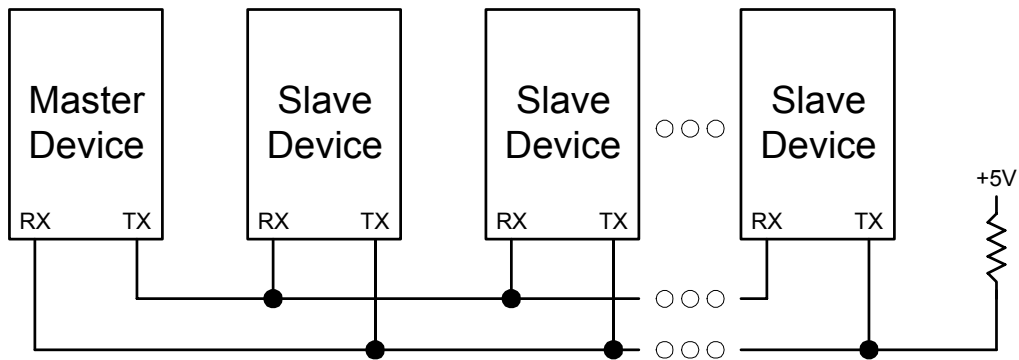 Master
Device
Slave
Device
Slave
Device
Slave
Device
+5V
RX TX
RX TX
RX TX
RX TX